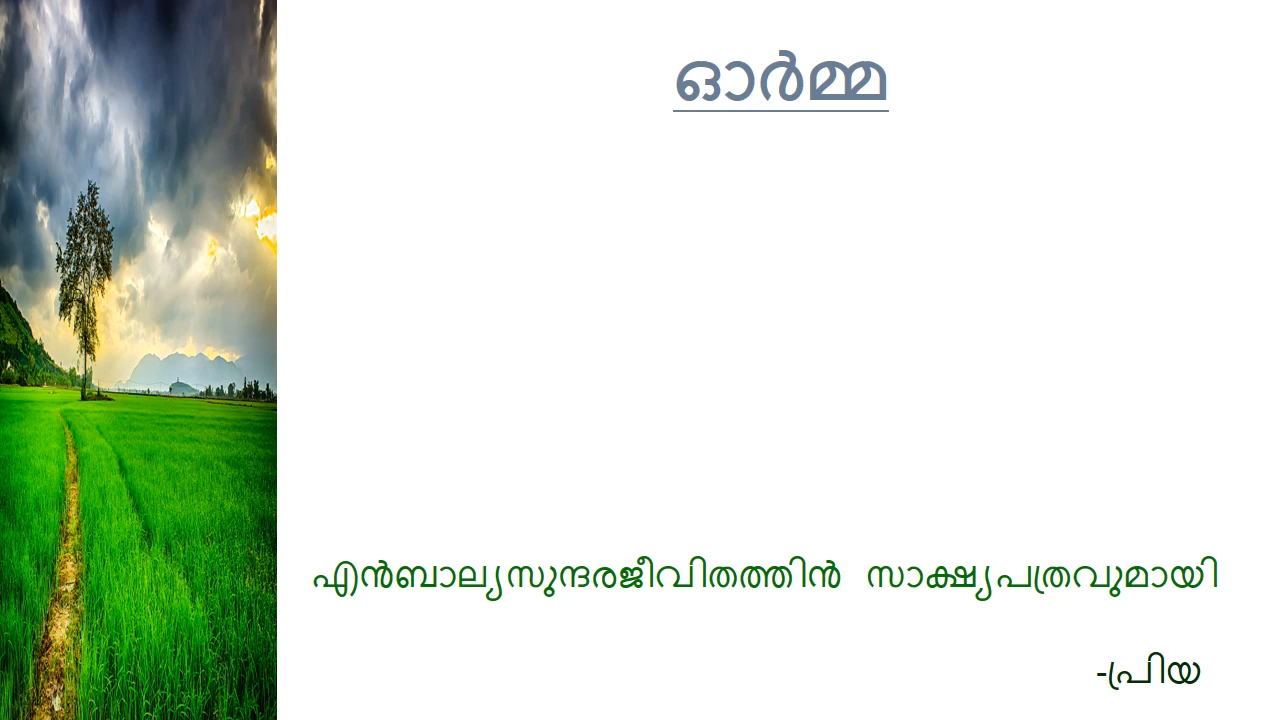 ഓർമ്മ
എൻബാല്യസുന്ദരജീവിതത്തിൻ സാക്ഷ്യപത്രവുമായി
-പ്രിയ